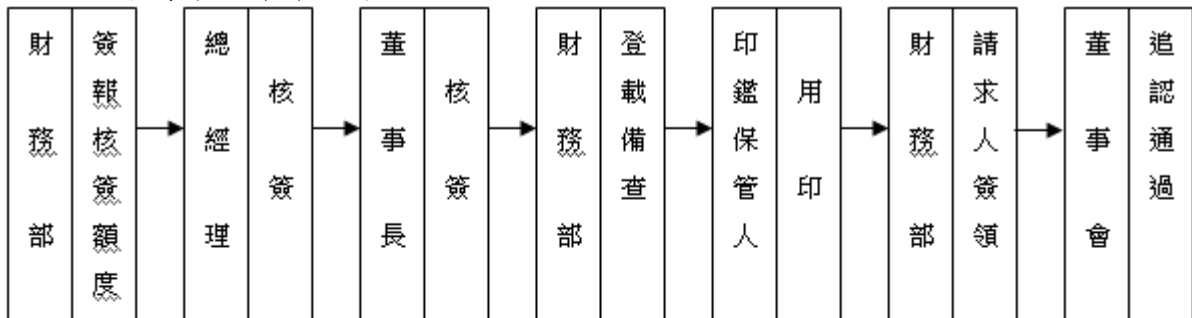 財務部
簽報核簽額度
總經理
核簽
董事長
核簽
財務部
登載備查
印鑑保管人
用印
財務部
請求人簽領
董事會
追認通過